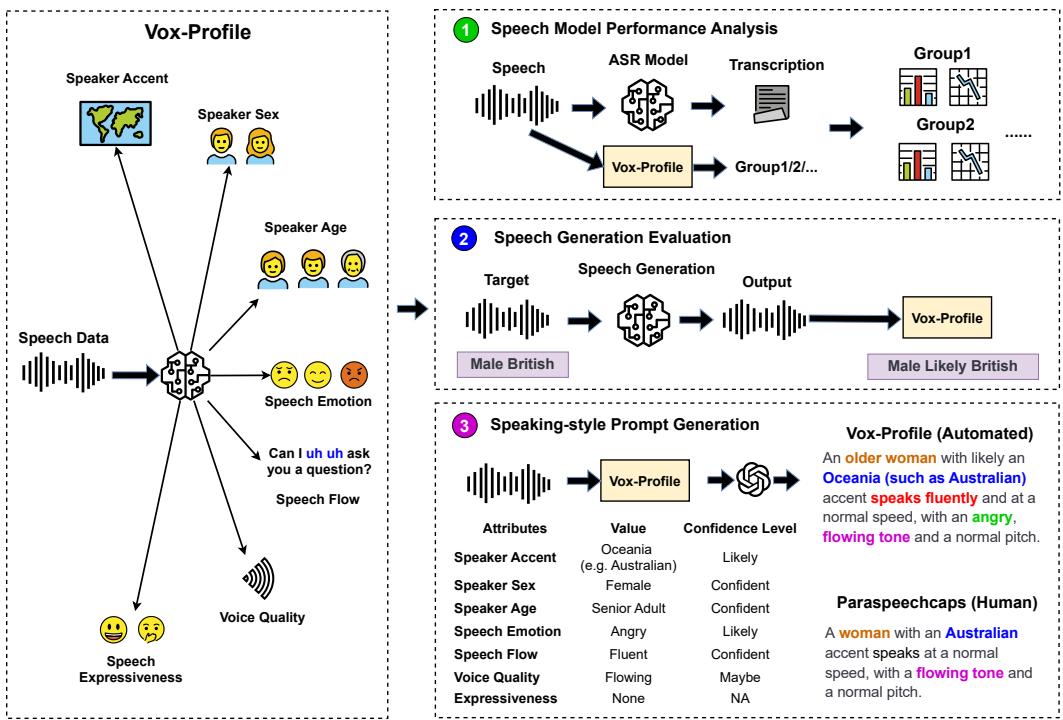 Vox-Profile
Speaker Accent
Speaker Sex
Speaker Age
Speech Data
Speech Emotion
Can I uh uh ask
you a question?
Speech Flow
Voice Quality
Speech
Expressiveness
1 Speech Model Performance Analysis
Speech
ASR Model
Transcription
Group1
Group2
......
Vox-Profile
Group1/2/...
2 Speech Generation Evaluation
Target
Speech Generation
Output
Vox-Profile
Male British
Male Likely British
3 Speaking-style Prompt Generation
Vox-Profile
Attributes Value Confidence Level
Speaker Accent Oceania (e.g. Australian) Likely
Speaker Sex Female Confident
Speaker Age Senior Adult Confident
Speech Emotion Angry Likely
Speech Flow Fluent Confident
Voice Quality Flowing Maybe
Expressiveness None NA
Vox-Profile (Automated)
An older woman with likely an
Oceania (such as Australian)
accent speaks fluently and at a
normal speed, with an angry,
flowing tone and a normal pitch.
Paraspeechcaps (Human)
A woman with an Australian
accent speaks at a normal
speed, with a flowing tone and
a normal pitch.